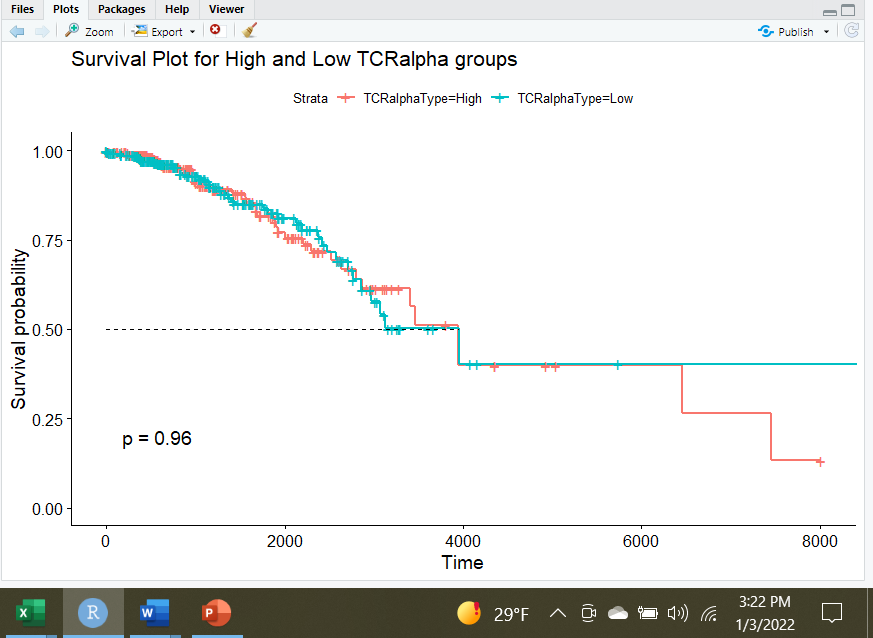 Files Plots Packages Help Viewer
Zoom Export Publish
Survival Plot for High and Low TCRalpha groups
Strata TCRalphaType=High TCRalphaType=Low
1.00
0.75
0.50
0.25
0.00
Survival probability
p = 0.96
0 2000 4000 6000 8000
Time
X R W P 29°F 3:22 PM
1/3/2022